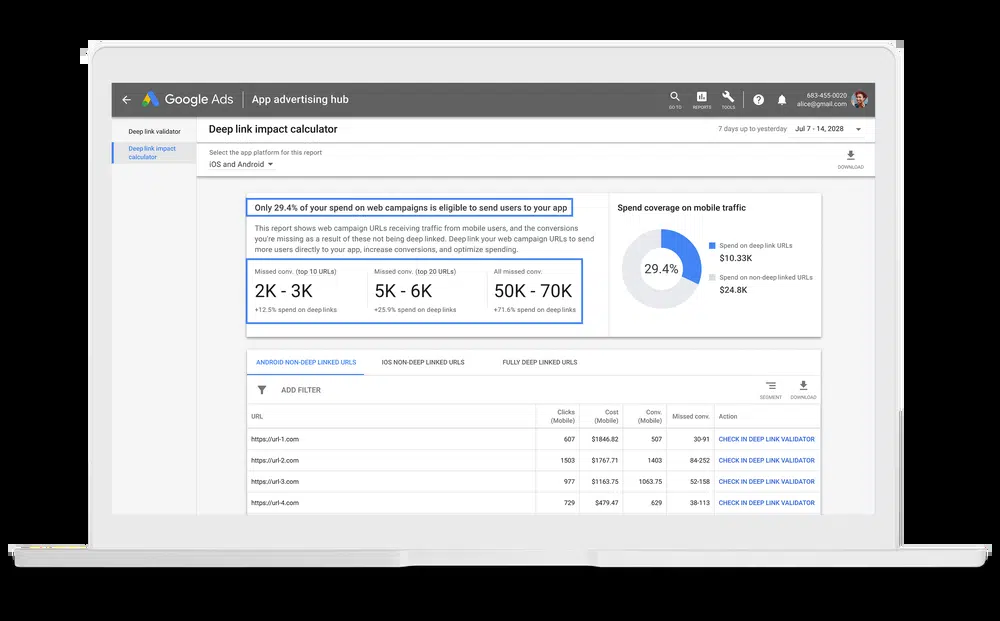 Google Ads
App advertising hub
GO TO
REPORTS
TOOLS
683-455-0020
alice@gmail.com
Deep link validator
Deep link impact
calculator
Deep link impact calculator
7 days up to yesterday
Jul 7 - 14, 2028
Select the app platform for this report
iOS and Android
DOWNLOAD
Only 29.4% of your spend on web campaigns is eligible to send users to your app
This report shows web campaign URLs receiving traffic from mobile users, and the conversions
you're missing as a result of these not being deep linked. Deep link your web campaign URLs to send
more users directly to your app, increase conversions, and optimize spending.
Missed conv. (top 10 URLs)
2K - 3K
+12.5% spend on deep links
Missed conv. (top 20 URLs)
5K - 6K
+25.9% spend on deep links
All missed conv.
50K - 70K
+71.6% spend on deep links
Spend coverage on mobile traffic
29.4%
Spend on deep link URLs
$10.33K
Spend on non-deep linked URLs
$24.8K
ANDROID NON-DEEP LINKED URLS
IOS NON-DEEP LINKED URLS
FULLY DEEP LINKED URLS
ADD FILTER
SEGMENT
DOWNLOAD
URL
Clicks
(Mobile)
Cost
(Mobile)
Conv.
(Mobile)
Missed conv.
Action
https://url-1.com 607 $1846.82 507 30-91 CHECK IN DEEP LINK VALIDATOR
https://url-2.com 1503 $1767.71 1403 84-252 CHECK IN DEEP LINK VALIDATOR
https://url-3.com 977 $1163.75 1063.75 52-158 CHECK IN DEEP LINK VALIDATOR
https://url-4.com 729 $479.47 629 38-113 CHECK IN DEEP LINK VALIDATOR